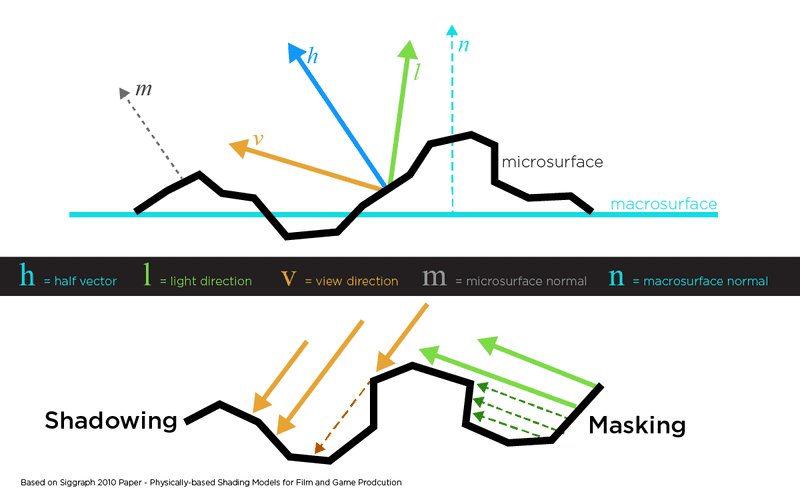 n
h
l
m
v
microsurface
macrosurface
h = half vector l = light direction v = view direction m = microsurface normal n = macrosurface normal
Shadowing
Masking
Based on Siggraph 2010 Paper - Physically-based Shading Models for Film and Game Prodcution